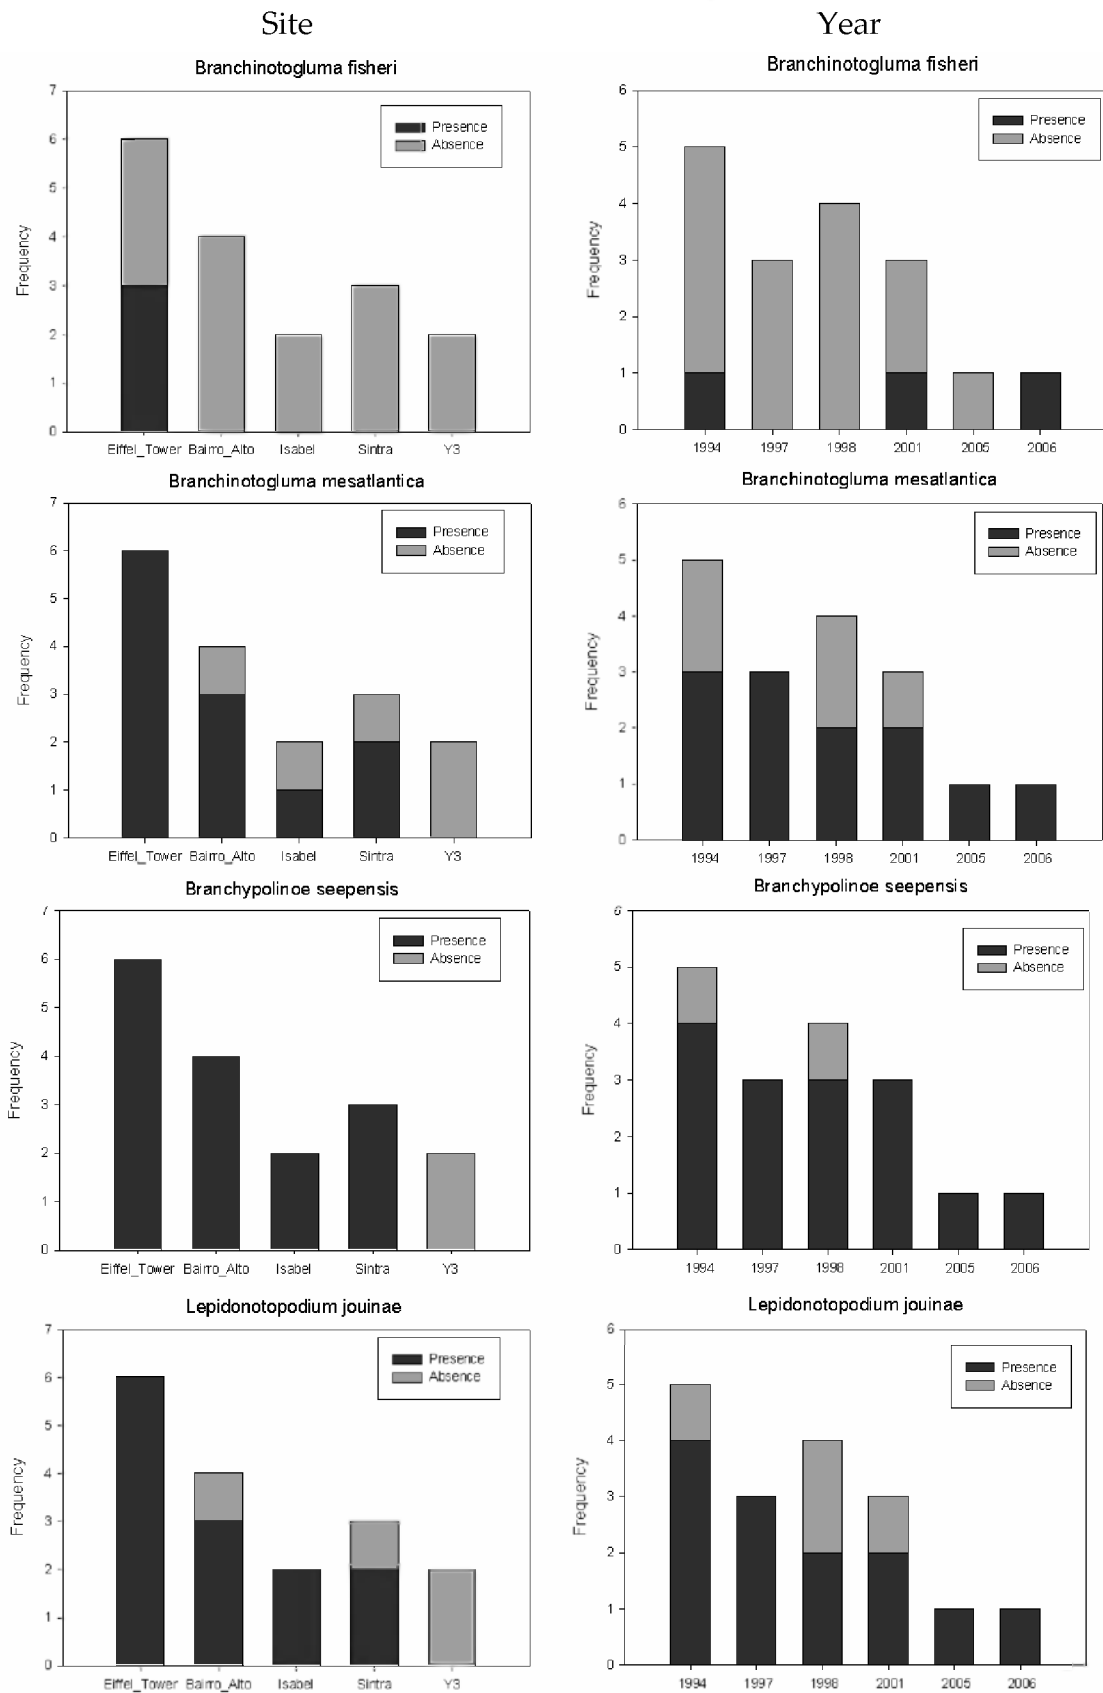 Site
Year
Branchinotogluma fisheri
7
6
5
4
3
2
1
0
Frequency
Presence
Absence
Eiffel_Tower Bairro_Alto Isabel Sintra Y3
Branchinotogluma fisheri
6
5
4
3
2
1
0
Frequency
Presence
Absence
1994 1997 1998 2001 2005 2006
Branchinotogluma mesatlantica
7
6
5
4
3
2
1
0
Frequency
Presence
Absence
Eiffel_Tower Bairro_Alto Isabel Sintra Y3
Branchinotogluma mesatlantica
6
5
4
3
2
1
0
Frequency
Presence
Absence
1994 1997 1998 2001 2005 2006
Branchypolinoe seepensis
7
6
5
4
3
2
1
0
Frequency
Presence
Absence
Eiffel_Tower Bairro_Alto Isabel Sintra Y3
Branchypolinoe seepensis
6
5
4
3
2
1
0
Frequency
Presence
Absence
1994 1997 1998 2001 2005 2006
Lepidonotopodium jouinae
7
6
5
4
3
2
1
0
Frequency
Presence
Absence
Eiffel_Tower Bairro_Alto Isabel Sintra Y3
Lepidonotopodium jouinae
6
5
4
3
2
1
0
Frequency
Presence
Absence
1994 1997 1998 2001 2005 2006